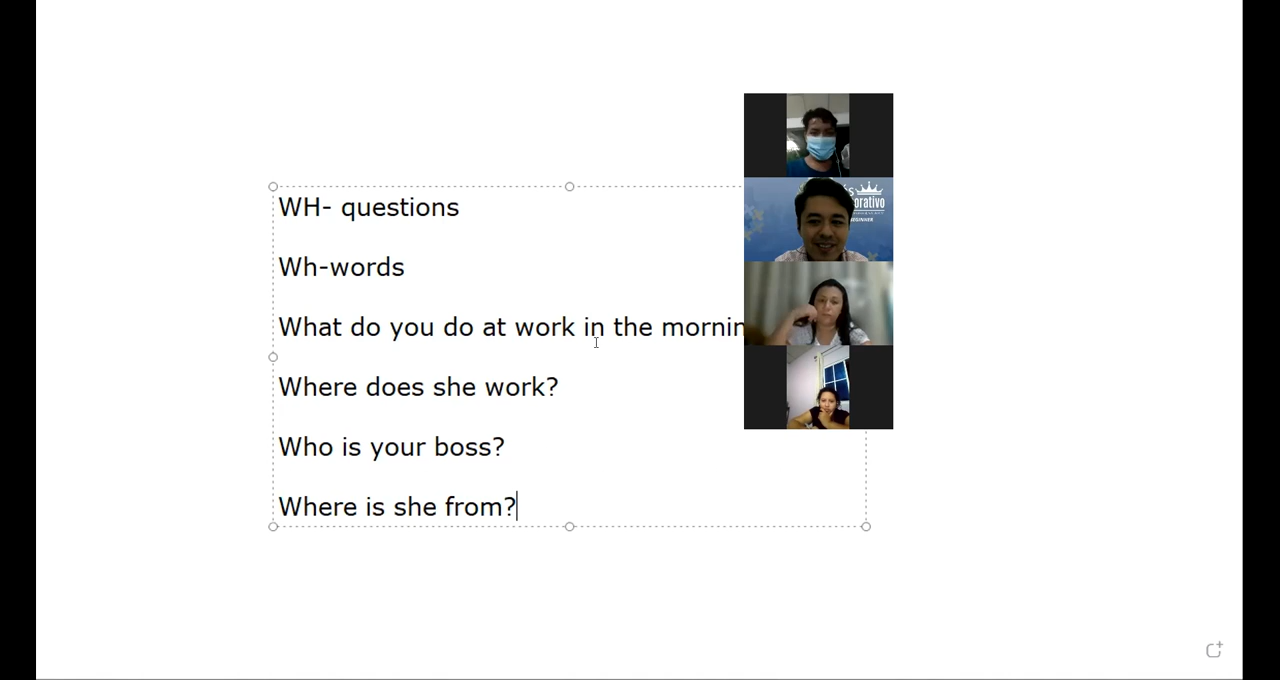 WH- questions
Wh-words
What do you do at work in the
Where does she work?
Who is your boss?
Where is she from?